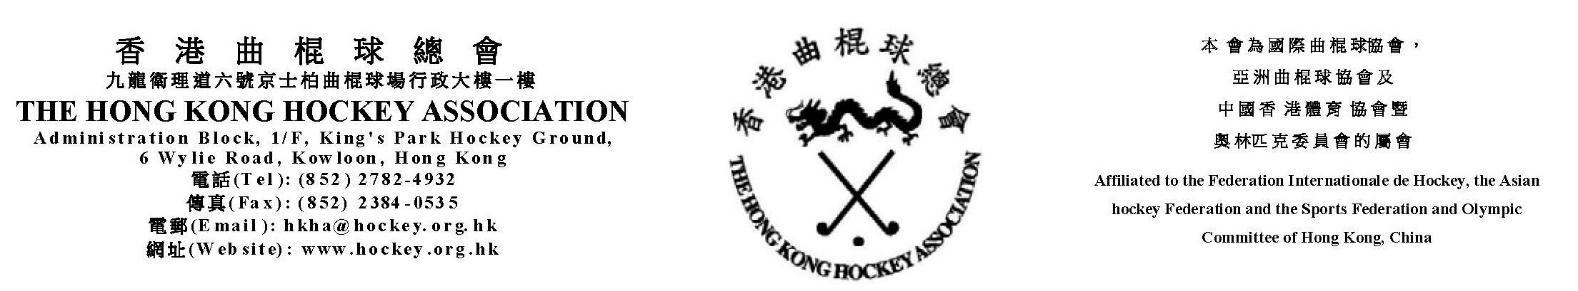 香港曲棍球總會
九龍衛理道六號京士柏曲棍球場行政大樓一樓
THE HONG KONG HOCKEY ASSOCIATION
Administration Block, 1/F, King's Park Hockey Ground,
6 Wylie Road, Kowloon, Hong Kong
電話(Tel): (852) 2782-4932
傳真(Fax): (852) 2384-0535
電郵(Email): hkha@hockey.org.hk
網址(Website): www.hockey.org.hk
香港曲棍球總會
THE HONG KONG HOCKEY ASSOCIATION
本會為國際曲棍球協會，
亞洲曲棍球協會及
中國香港體育協會暨
奧林匹克委員會的屬會
Affiliated to the Federation Internationale de Hockey, the Asian
hockey Federation and the Sports Federation and Olympic
Committee of Hong Kong, China